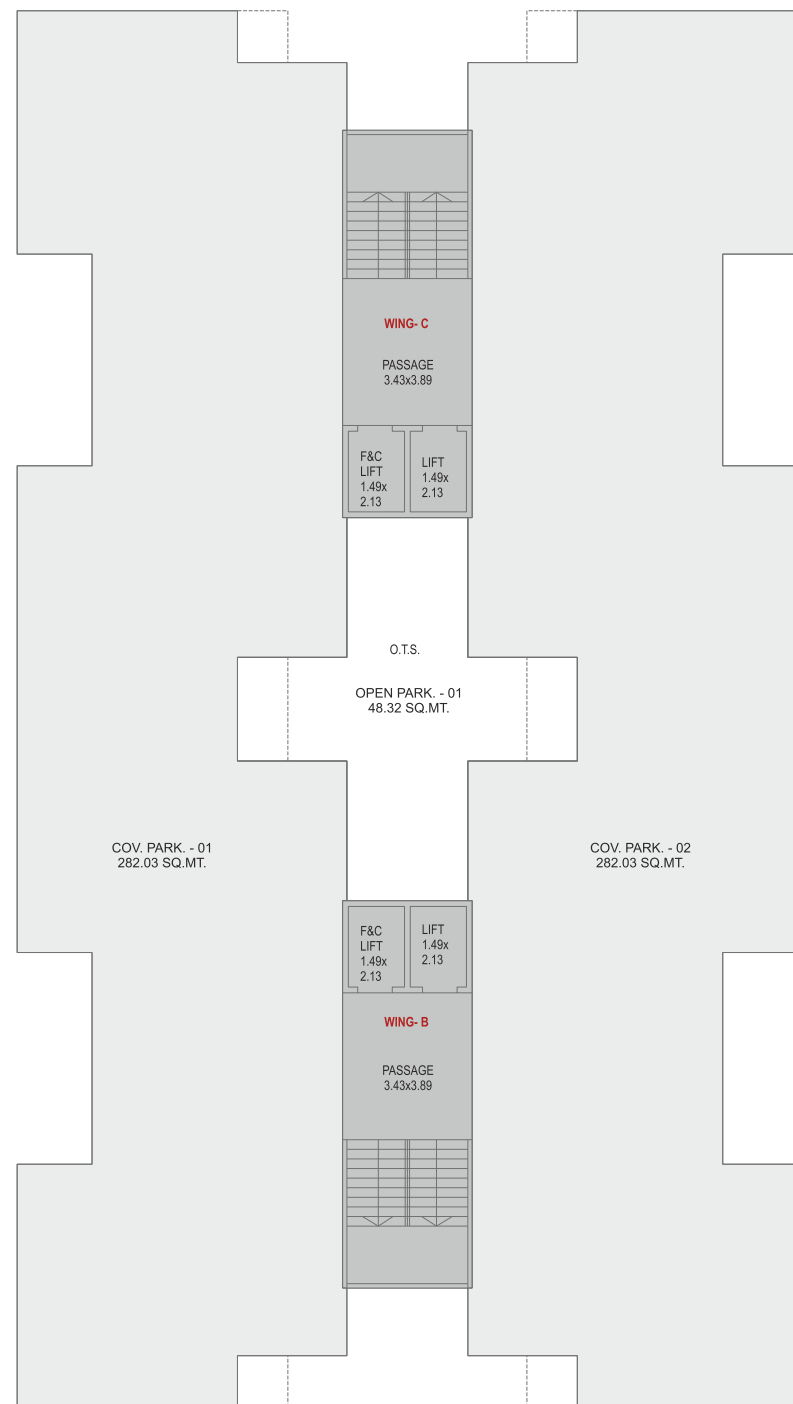 WING- C
PASSAGE
3.43x3.89
F&C
LIFT
1.49x
2.13
LIFT
1.49x
2.13
O.T.S.
OPEN PARK. - 01
48.32 SQ.MT.
COV. PARK. - 01
282.03 SQ.MT.
COV. PARK. - 02
282.03 SQ.MT.
F&C
LIFT
1.49x
2.13
LIFT
1.49x
2.13
WING- B
PASSAGE
3.43x3.89